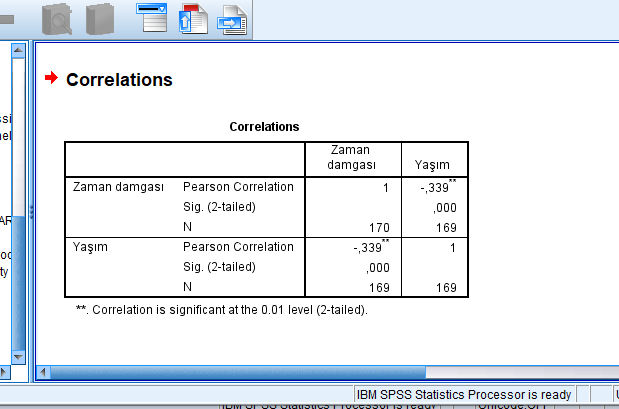 Correlations
Correlations
Zaman damgası Yaşım
Zaman damgası Pearson Correlation 1 -,339**
Sig. (2-tailed) ,000
N 170 169
Yaşım Pearson Correlation -,339** 1
Sig. (2-tailed) ,000
N 169 169
**. Correlation is significant at the 0.01 level (2-tailed).
IBM SPSS Statistics Processor is ready